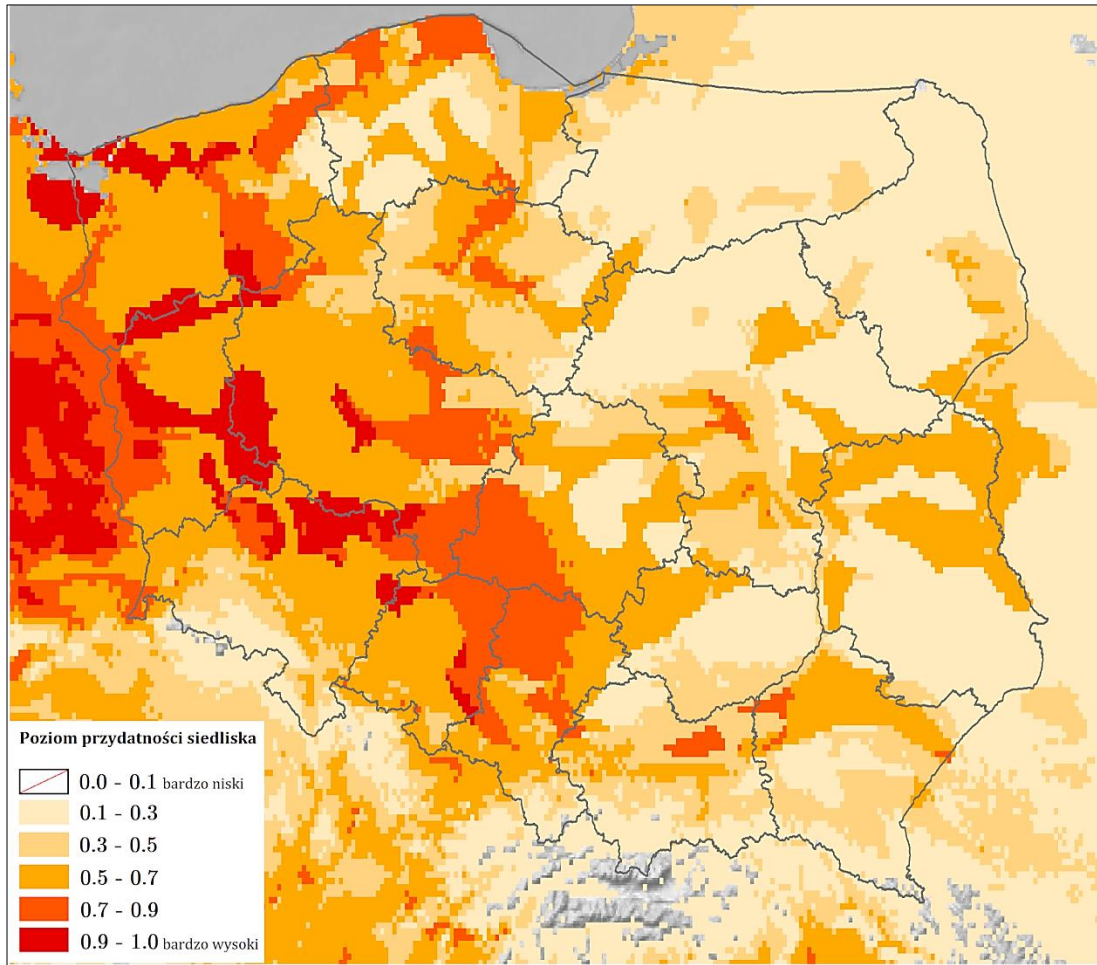 Poziom przydatności siedliska
0.0 - 0.1 bardzo niski
0.1 - 0.3
0.3 - 0.5
0.5 - 0.7
0.7 - 0.9
0.9 - 1.0 bardzo wysoki